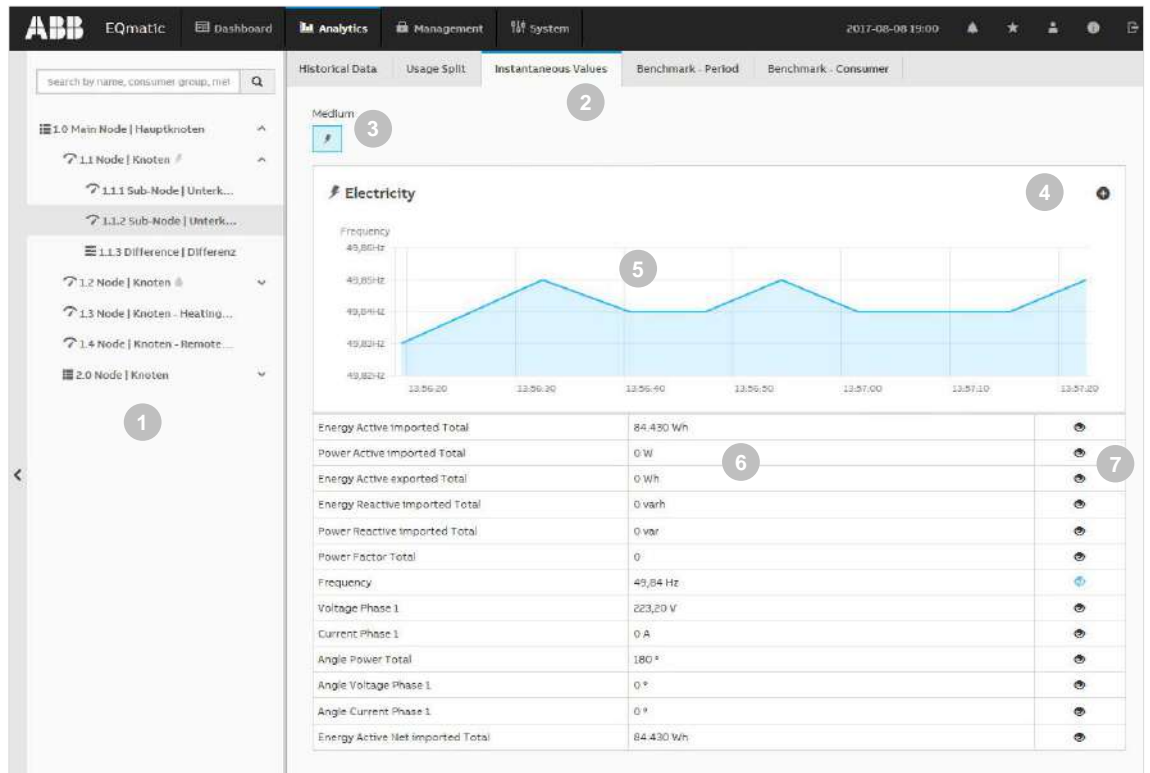 ABB EQmatic Dashboard Analytics Management System 2017-08-08 19:00
search by name, consumer group, met
Historical Data Usage Split Instantaneous Values Benchmark - Period Benchmark - Consumer
2
Medium
3
1.0 Main Node | Hauptknoten
1.1 Node | Knoten
1.1.1 Sub-Node | Unterk...
1.1.2 Sub-Node | Unterk...
1.1.3 Difference | Differenz
1.2 Node | Knoten
1.3 Node | Knoten - Heating...
1.4 Node | Knoten - Remote ...
2.0 Node | Knoten
1
Electricity
4
Frequency
49,86Hz
5
49,85Hz
49,84Hz
49,82Hz
49,82Hz
13:56:20 13:56:30 13:56:40 13:56:50 13:57:00 13:57:10 13:57:20
Energy Active imported Total 84.430 Wh
Power Active imported Total 0 W
6
7
Energy Active exported Total 0 Wh
Energy Reactive imported Total 0 varh
Power Reactive imported Total 0 var
Power Factor Total 0
Frequency 49,84 Hz
Voltage Phase 1 223,20 V
Current Phase 1 0 A
Angle Power Total 180 °
Angle Voltage Phase 1 0 °
Angle Current Phase 1 0 °
Energy Active Net imported Total 84.430 Wh